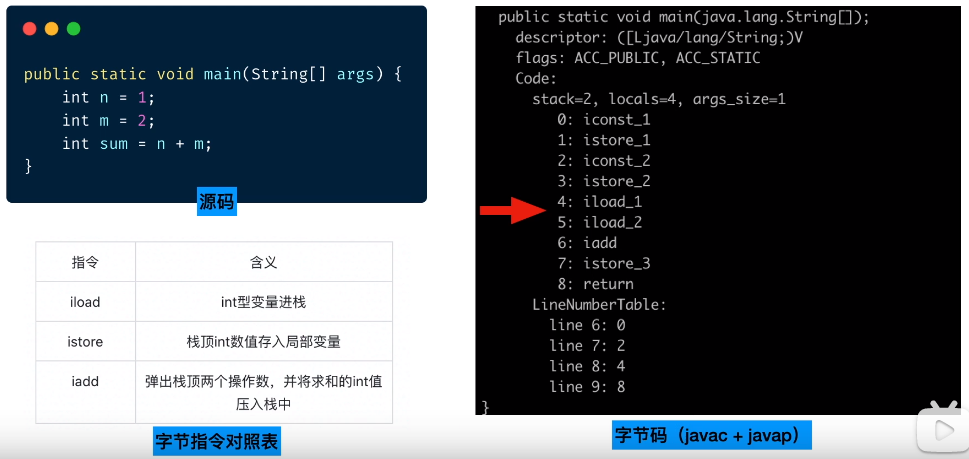 public static void main(String[] args) {
int n = 1;
int m = 2;
int sum = n + m;
}
源码
指令 含义
iload int型变量进栈
istore 栈顶int数值存入局部变量
iadd 弹出栈顶两个操作数，并将求和的int值
压入栈中
字节指令对照表
public static void main(java.lang.String[]);
descriptor: ([Ljava/lang/String;)V
flags: ACC_PUBLIC, ACC_STATIC
Code:
stack=2, locals=4, args_size=1
0: iconst_1
1: istore_1
2: iconst_2
3: istore_2
4: iload_1
5: iload_2
6: iadd
7: istore_3
8: return
LineNumberTable:
line 6: 0
line 7: 2
line 8: 4
line 9: 8
}
字节码（javac + javap）